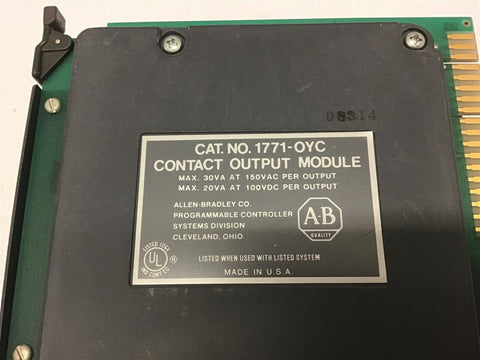 D8314
CAT. NO. 1771-OYC
CONTACT OUTPUT MODULE
MAX. 30VA AT 150VAC PER OUTPUT
MAX. 20VA AT 100VDC PER OUTPUT
ALLEN-BRADLEY CO.
PROGRAMMABLE CONTROLLER
SYSTEMS DIVISION
CLEVELAND, OHIO
A-B
QUALITY
UL
®
LISTED WHEN USED WITH LISTED SYSTEM
MADE IN U.S.A.